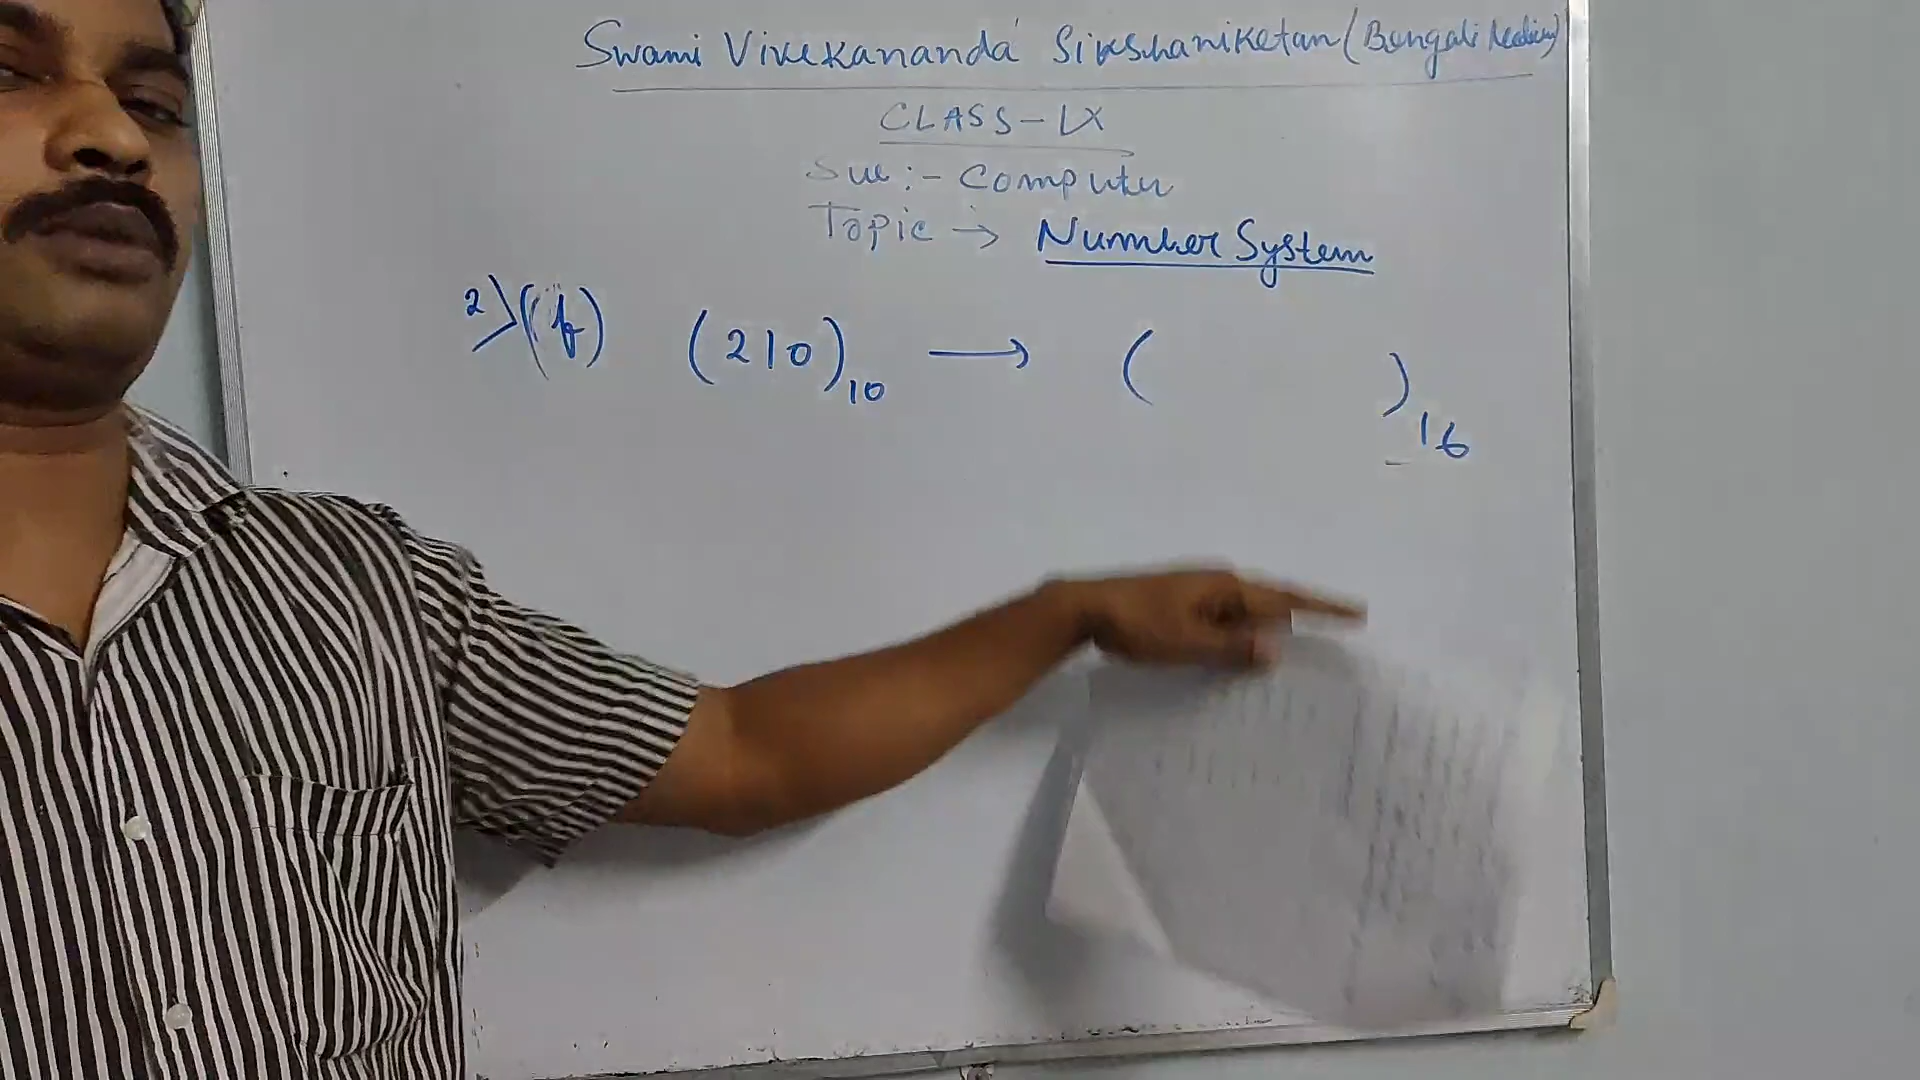 Swami Vivekananda Sikshaniketan (Bengali Medium)
CLASS - IX
Sub :- Computer
Topic → Number System
2) (f) (210)10 → ( )16